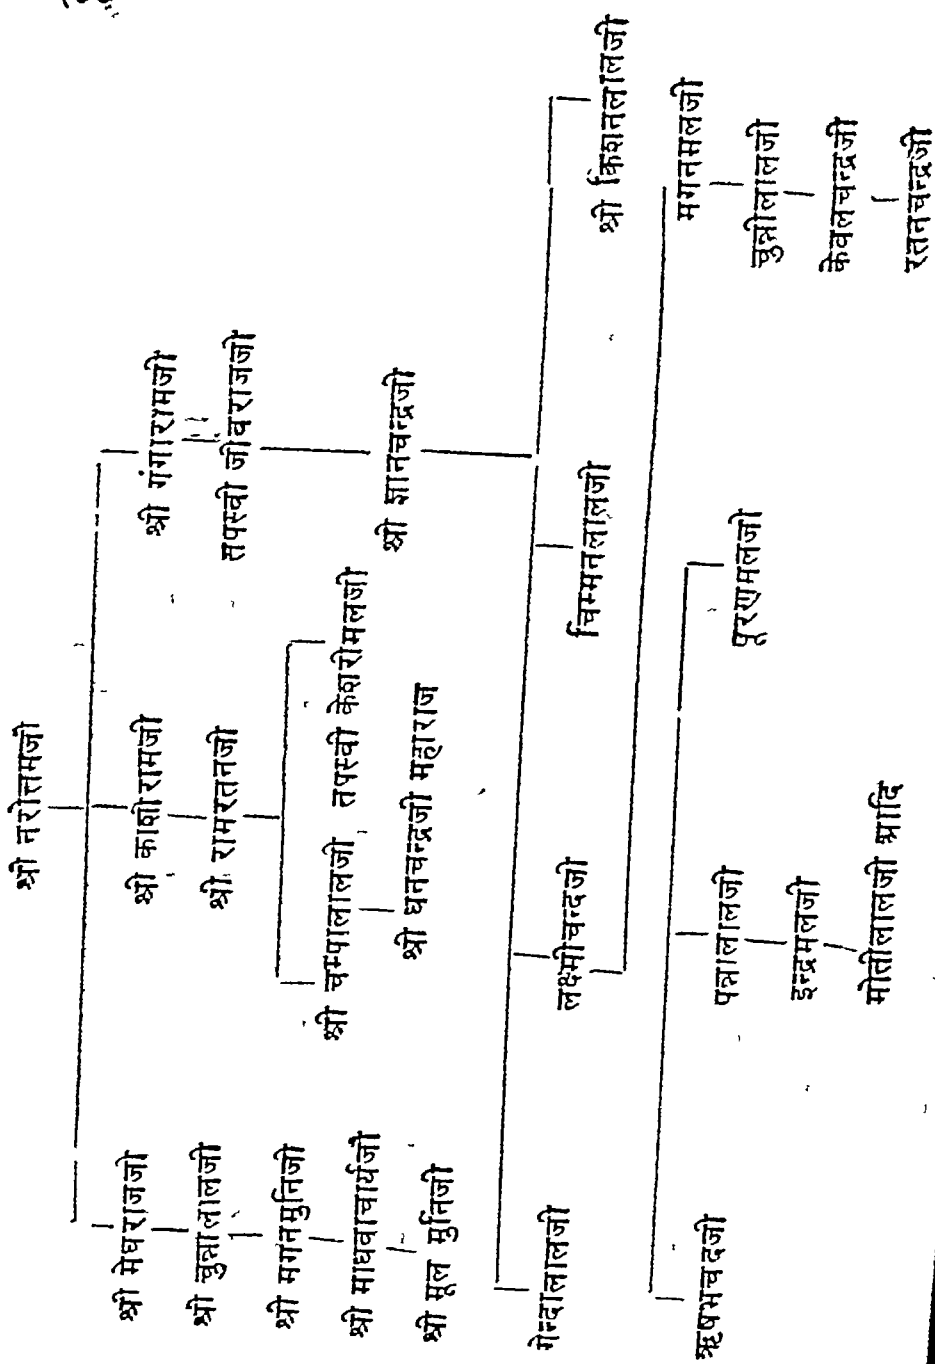 श्री नरोत्तमजी
श्री मेघराजजी
श्री चुन्नालालजी
श्री मगनमुनिजी
श्री माधवाचार्यजी
श्री मूल मुनिजी
श्री काशीरामजी
श्री रामरतनजी
श्री चम्पालालजी तपस्वी केशरीमलजी
श्री धनचन्द्रजी महाराज
श्री गंगारामजी
तपस्वी जीवराजजी
श्री ज्ञानचन्द्रजी
गेन्दालालजी
लक्ष्मीचन्दजी
चिम्मनलालजी
श्री किशनलालजी
ऋषभचदजी
पन्नालालजी
इन्द्रमलजी
मोतीलालजी आदि
पूरणमलजी
मगनमलजी
चुन्नीलालजी
केवलचन्द्रजी
रतनचन्द्रजी